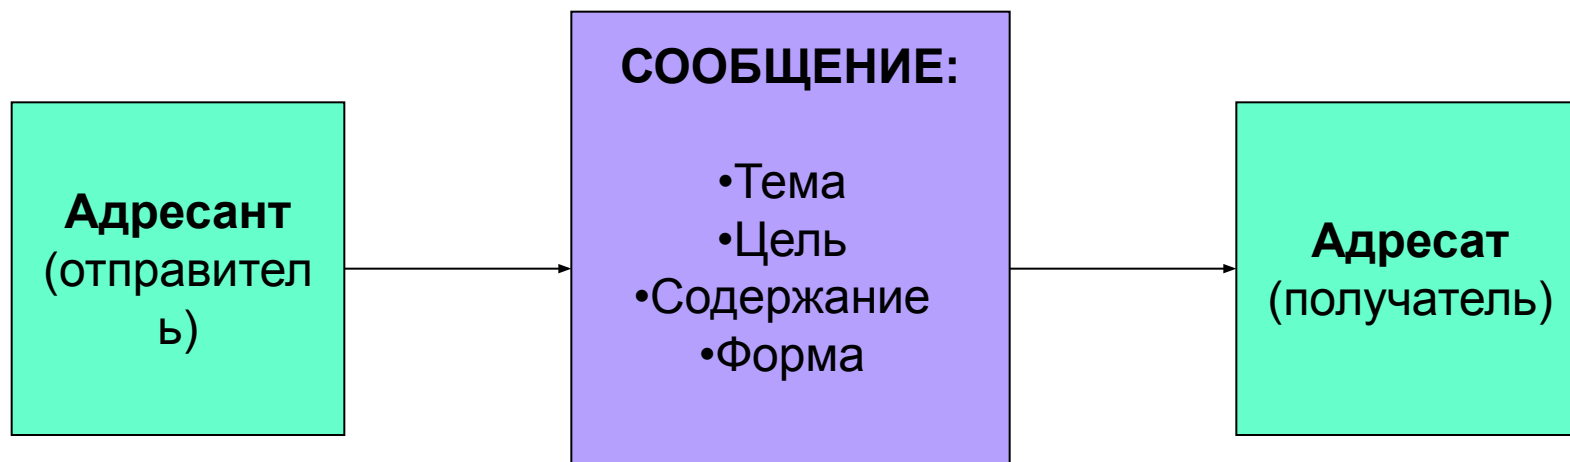 Адресант
(отправител
ь)
СООБЩЕНИЕ:
•Тема
•Цель
•Содержание
•Форма
Адресат
(получатель)